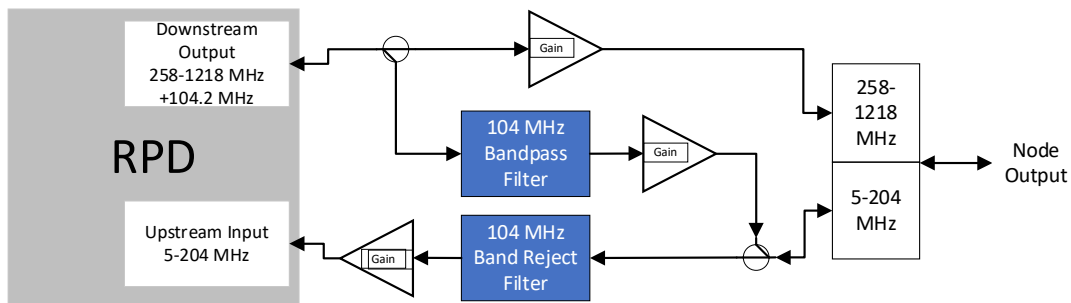 Downstream
Output
258-1218 MHz
+104.2 MHz
RPD
Upstream Input
5-204 MHz
Gain
104 MHz
Bandpass
Filter
Gain
104 MHz
Band Reject
Filter
Gain
258-
1218
MHz
5-204
MHz
Node
Output